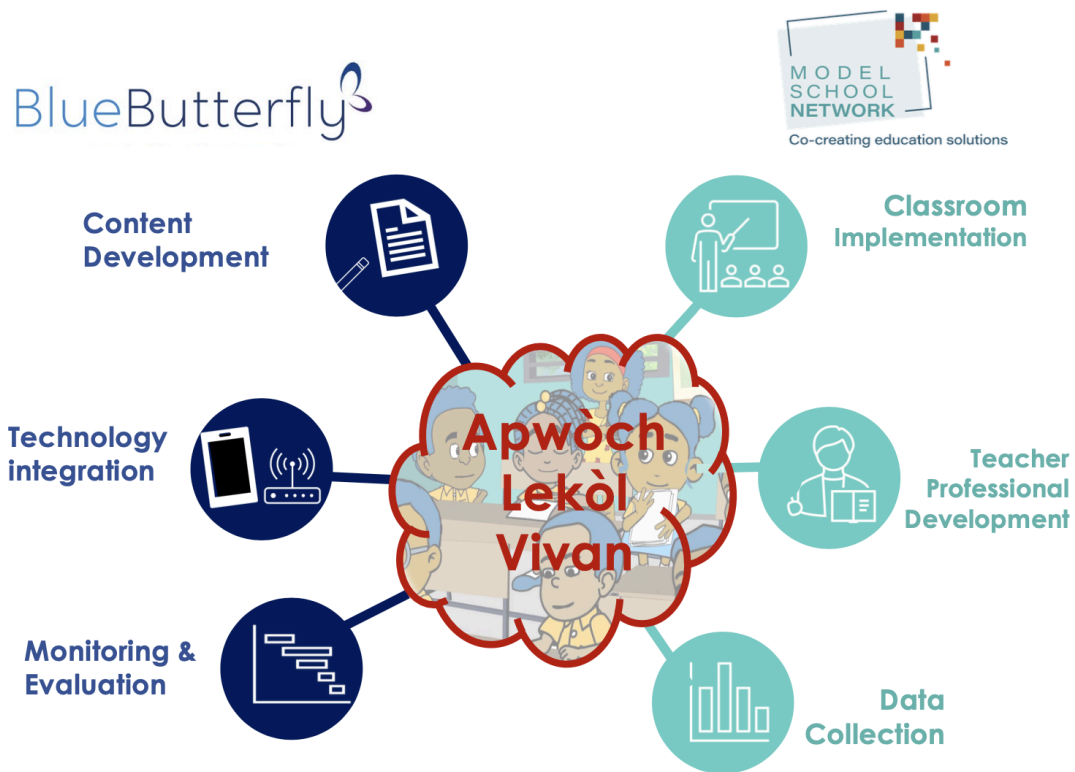 BlueButterfly
MODEL
SCHOOL
NETWORK
Co-creating education solutions
Content
Development
Classroom
Implementation
Technology
integration
Apwòch
Lekòl
Vivan
Teacher
Professional
Development
Monitoring &
Evaluation
Data
Collection